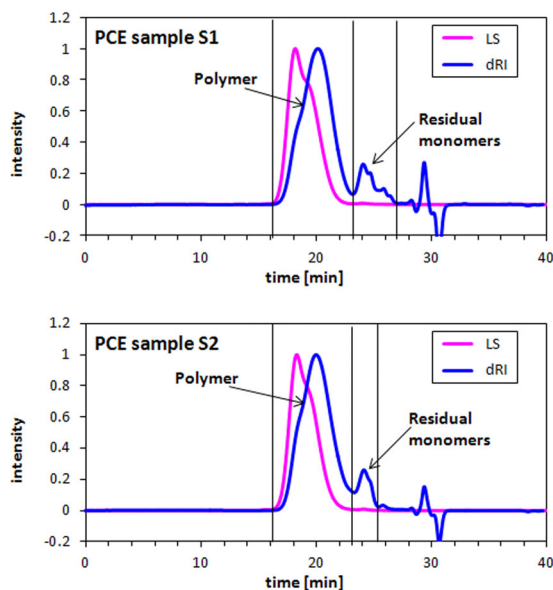 PCE sample S1
LS
dRI
Polymer
Residual
monomers
intensity
1.2
1
0.8
0.6
0.4
0.2
0
-0.2
0
10
20
30
40
time [min]
PCE sample S2
LS
dRI
Polymer
Residual
monomers
intensity
1.2
1
0.8
0.6
0.4
0.2
0
-0.2
0
10
20
30
40
time [min]